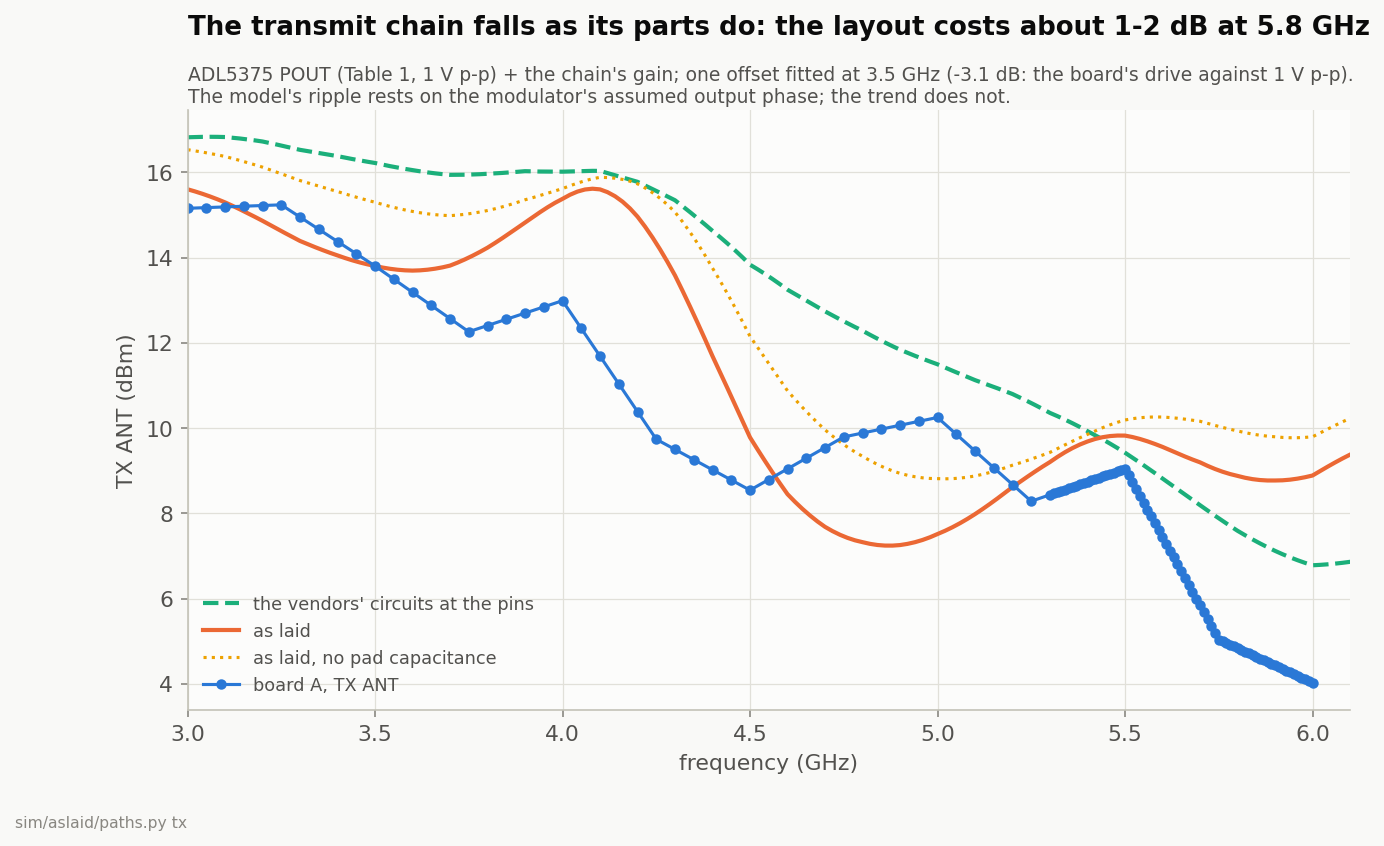 The transmit chain falls as its parts do: the layout costs about 1-2 dB at 5.8 GHz
ADL5375 POUT (Table 1, 1 V p-p) + the chain's gain; one offset fitted at 3.5 GHz (-3.1 dB: the board's drive against 1 V p-p).
The model's ripple rests on the modulator's assumed output phase; the trend does not.
TX ANT (dBm)
16
14
12
10
8
6
4
the vendors' circuits at the pins
as laid
as laid, no pad capacitance
board A, TX ANT
3.0 3.5 4.0 4.5 5.0 5.5 6.0
frequency (GHz)
sim/aslaid/paths.py tx